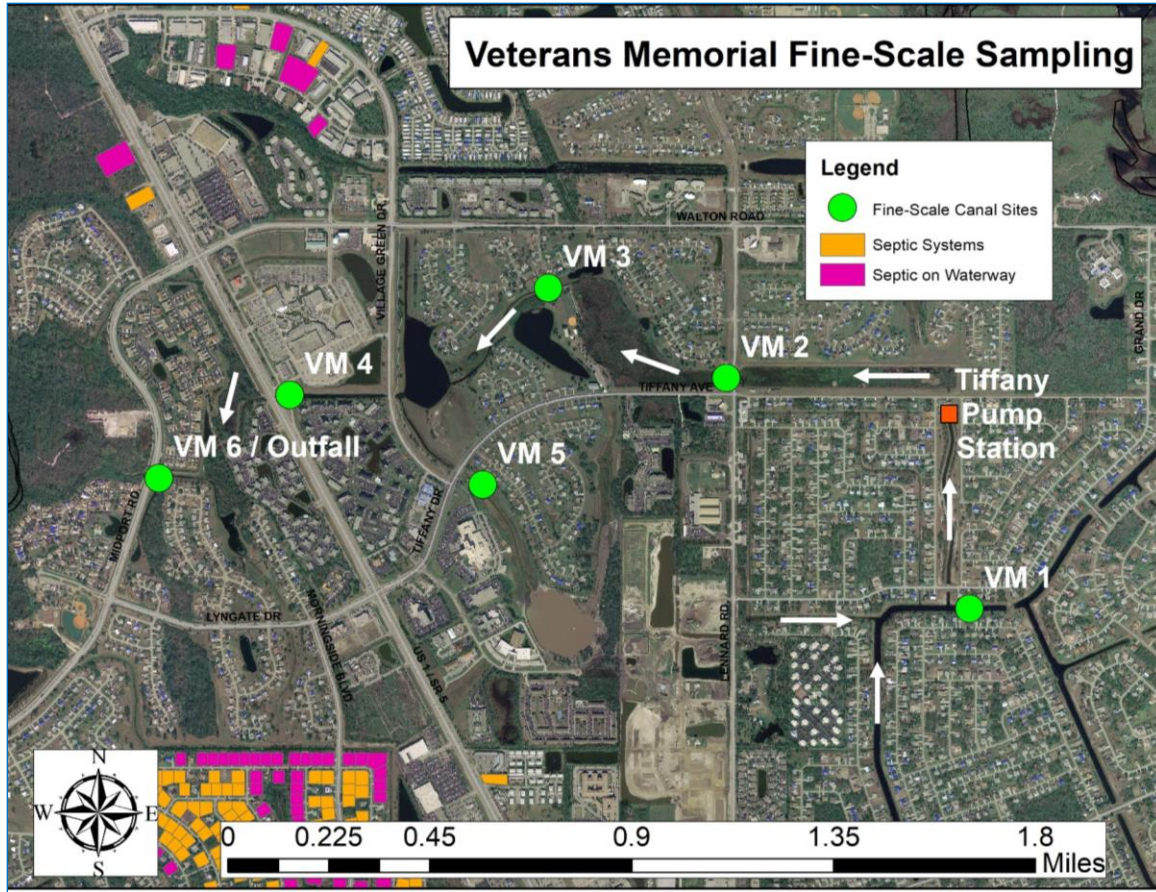 Veterans Memorial Fine-Scale Sampling
Legend
Fine-Scale Canal Sites
Septic Systems
Septic on Waterway
WALTON ROAD
VILLAGE GREEN DR
GRAND DR
VM 3
VM 2
VM 4
TIFFANY AVE
Tiffany
Pump
Station
VM 6 / Outfall
VM 5
MIDPORT RD
TIFFANY DR
VM 1
LYNGATE DR
MORNINGSIDE BLVD
US 1 / SR 5
LENNARD RD
N
W E
S
0 0.225 0.45 0.9 1.35 1.8
Miles